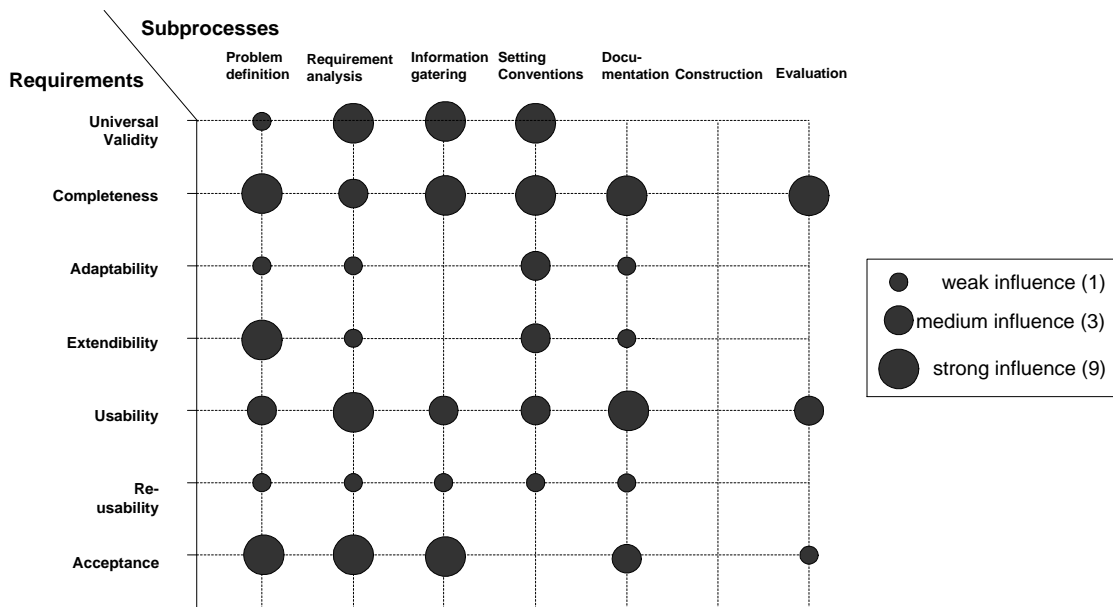 Subprocesses
Requirements
Problem
definition
Requirement
analysis
Information
gatering
Setting
Conventions
Docu-
mentation
Construction
Evaluation
Universal
Validity
Completeness
Adaptability
Extendibility
Usability
Re-
usability
Acceptance
weak influence (1)
medium influence (3)
strong influence (9)